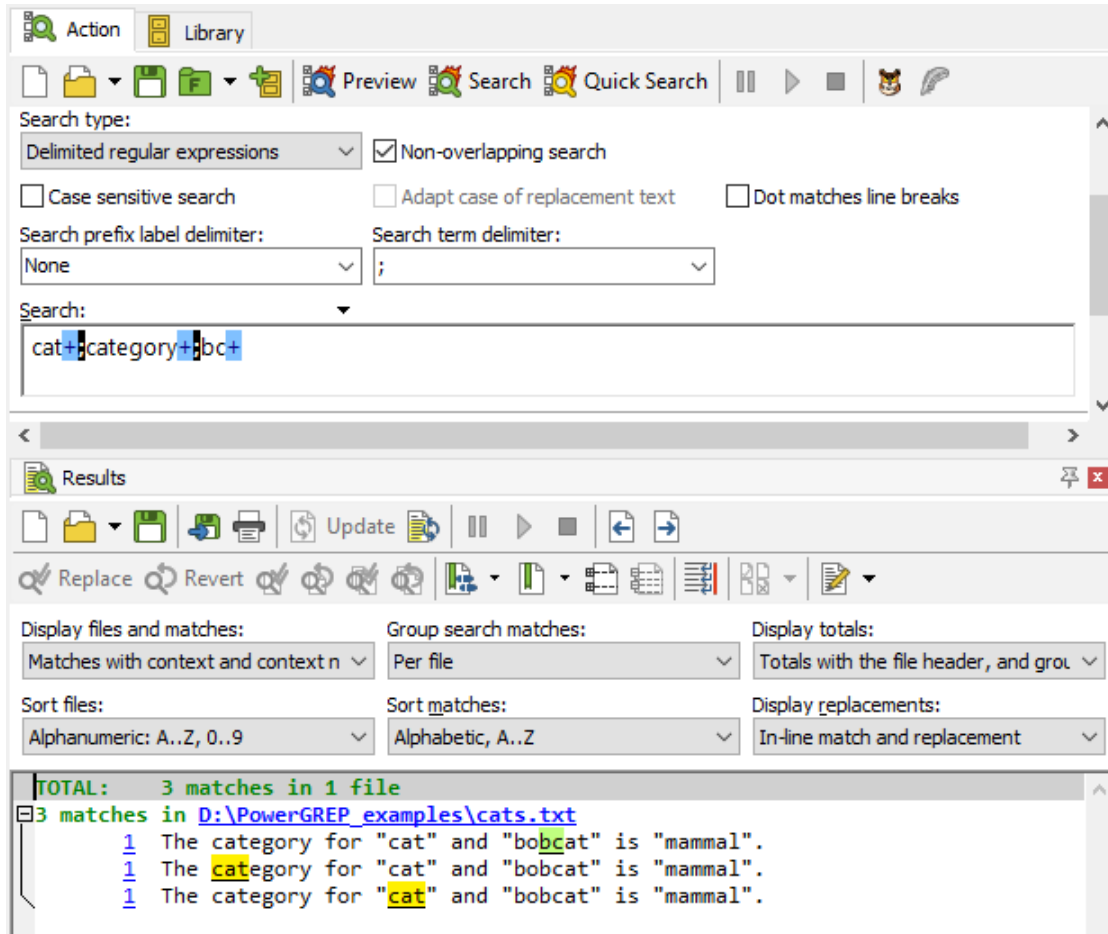 Action Library
Preview Search Quick Search
Search type:
Delimited regular expressions Non-overlapping search
Case sensitive search Adapt case of replacement text Dot matches line breaks
Search prefix label delimiter: Search term delimiter:
None ;
Search:
cat+;category+;bc+
Results
Update
Replace Revert
Display files and matches: Group search matches: Display totals:
Matches with context and context n Per file Totals with the file header, and grou
Sort files: Sort matches: Display replacements:
Alphanumeric: A..Z, 0..9 Alphabetic, A..Z In-line match and replacement
TOTAL: 3 matches in 1 file
3 matches in D:\PowerGREP_examples\cats.txt
1 The category for "cat" and "bobcat" is "mammal".
1 The category for "cat" and "bobcat" is "mammal".
1 The category for "cat" and "bobcat" is "mammal".